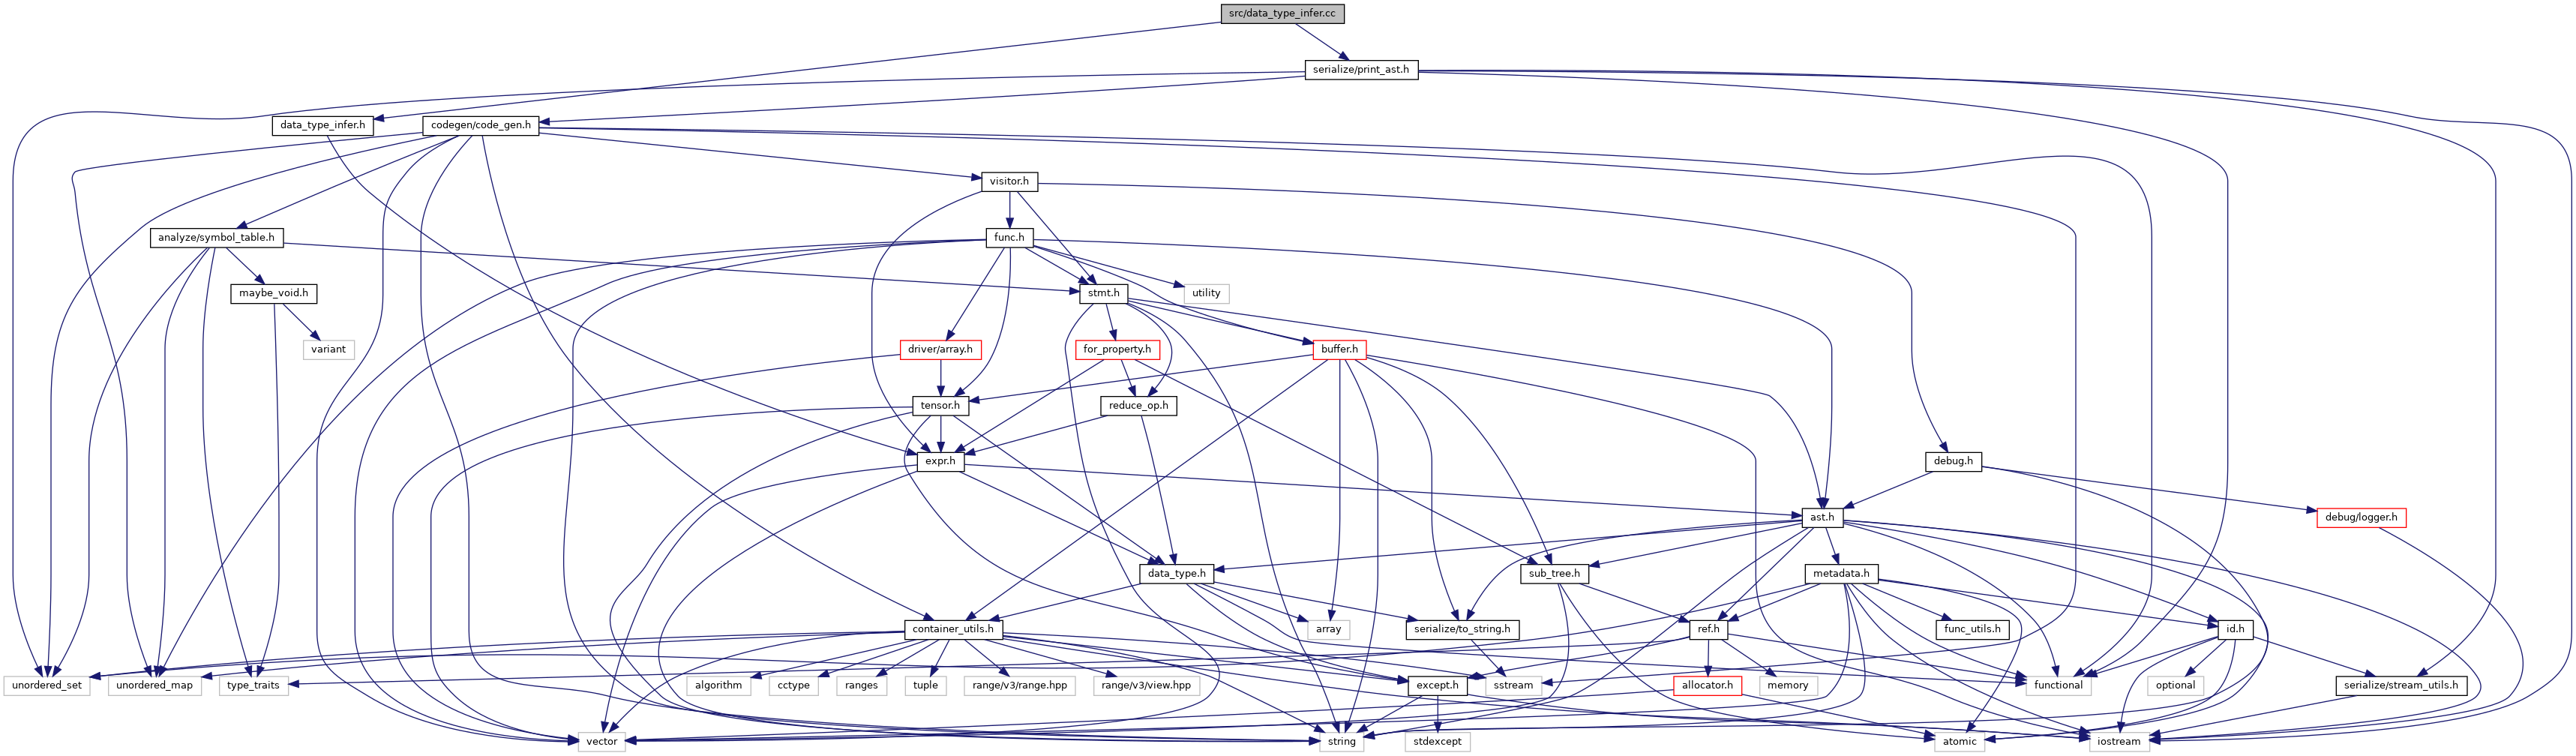 src/data_type_infer.cc
serialize/print_ast.h
data_type_infer.h
codegen/code_gen.h
visitor.h
analyze/symbol_table.h
func.h
maybe_void.h
stmt.h
utility
variant
driver/array.h
for_property.h
buffer.h
tensor.h
reduce_op.h
expr.h
debug.h
ast.h
debug/logger.h
data_type.h
sub_tree.h
metadata.h
container_utils.h
array
serialize/to_string.h
ref.h
func_utils.h
id.h
unordered_set
unordered_map
type_traits
algorithm
cctype
ranges
tuple
range/v3/range.hpp
range/v3/view.hpp
except.h
sstream
allocator.h
memory
functional
optional
serialize/stream_utils.h
vector
string
stdexcept
atomic
iostream